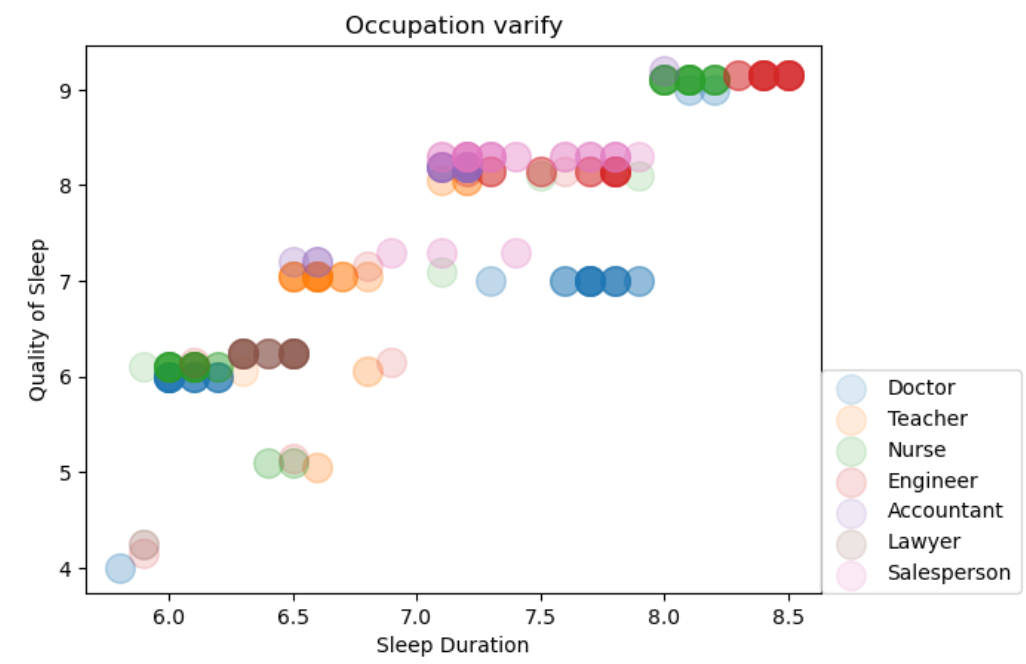 Occupation varify
Quality of Sleep
9
8
7
6
5
4
6.0 6.5 7.0 7.5 8.0 8.5
Sleep Duration
Doctor
Teacher
Nurse
Engineer
Accountant
Lawyer
Salesperson